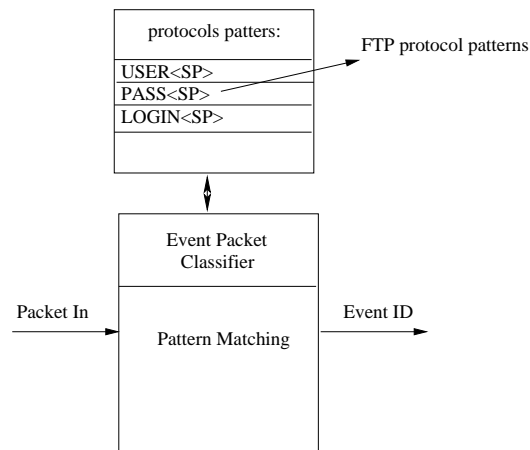 protocols patters:
FTP protocol patterns
USER<SP>
PASS<SP>
LOGIN<SP>
Event Packet
Classifier
Packet In
Event ID
Pattern Matching